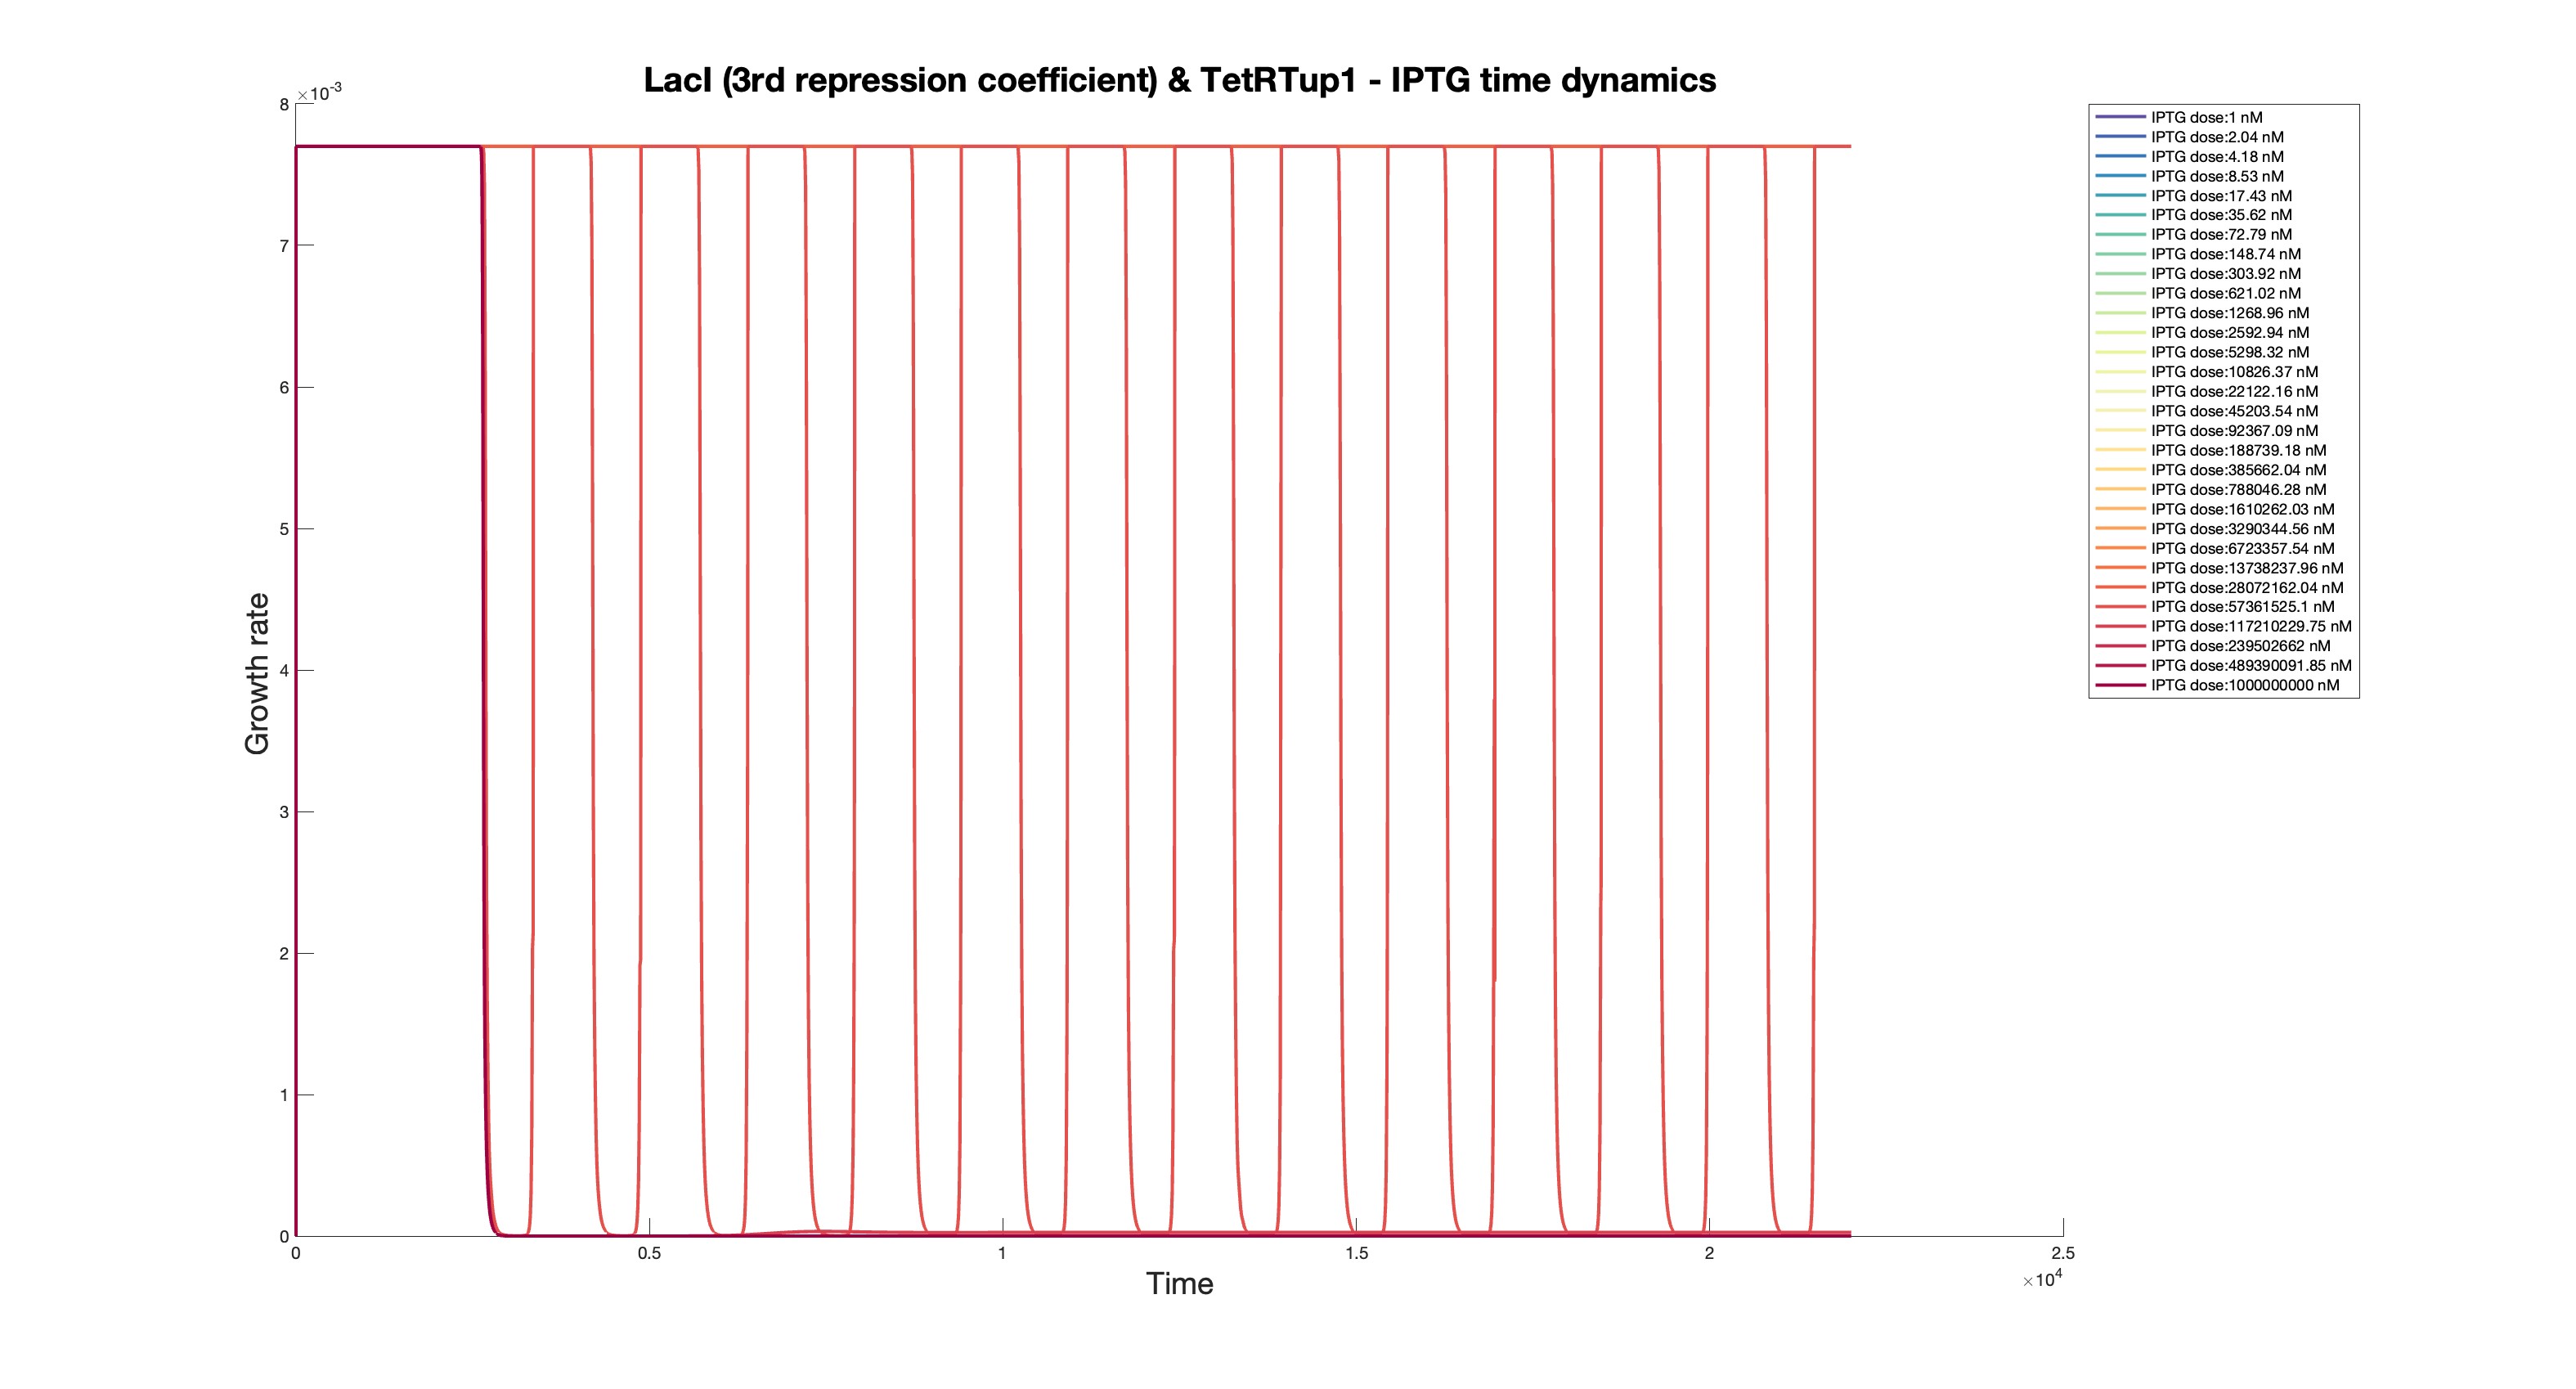 LacI (3rd repression coefficient) & TetRTup1 - IPTG time dynamics
×10-3
8
7
6
5
4
3
2
1
0
Growth rate
0 0.5 1 1.5 2 2.5
×104
Time
IPTG dose:1 nM
IPTG dose:2.04 nM
IPTG dose:4.18 nM
IPTG dose:8.53 nM
IPTG dose:17.43 nM
IPTG dose:35.62 nM
IPTG dose:72.79 nM
IPTG dose:148.74 nM
IPTG dose:303.92 nM
IPTG dose:621.02 nM
IPTG dose:1268.96 nM
IPTG dose:2592.94 nM
IPTG dose:5298.32 nM
IPTG dose:10826.37 nM
IPTG dose:22122.16 nM
IPTG dose:45203.54 nM
IPTG dose:92367.09 nM
IPTG dose:188739.18 nM
IPTG dose:385662.04 nM
IPTG dose:788046.28 nM
IPTG dose:1610262.03 nM
IPTG dose:3290344.56 nM
IPTG dose:6723357.54 nM
IPTG dose:13738237.96 nM
IPTG dose:28072162.04 nM
IPTG dose:57361525.1 nM
IPTG dose:117210229.75 nM
IPTG dose:239502662 nM
IPTG dose:489390091.85 nM
IPTG dose:1000000000 nM